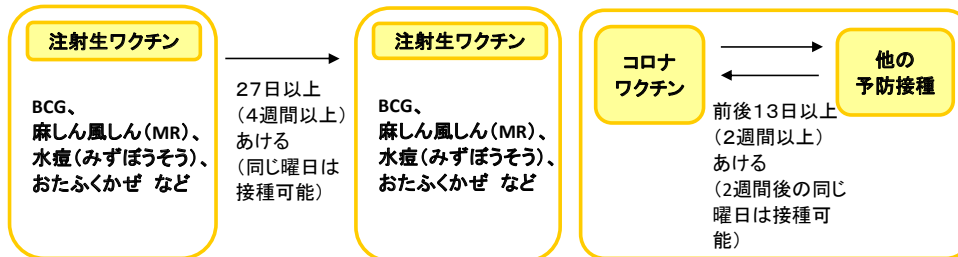 注射生ワクチン
BCG、
麻しん風しん(MR)、
水痘(みずぼうそう)、
おたふくかぜ など
27日以上
(4週間以上)
あける
(同じ曜日は
接種可能)
注射生ワクチン
BCG、
麻しん風しん(MR)、
水痘(みずぼうそう)、
おたふくかぜ など
コロナ
ワクチン
他の
予防接種
前後13日以上
(2週間以上)
あける
(2週間後の同じ
曜日は接種可
能)